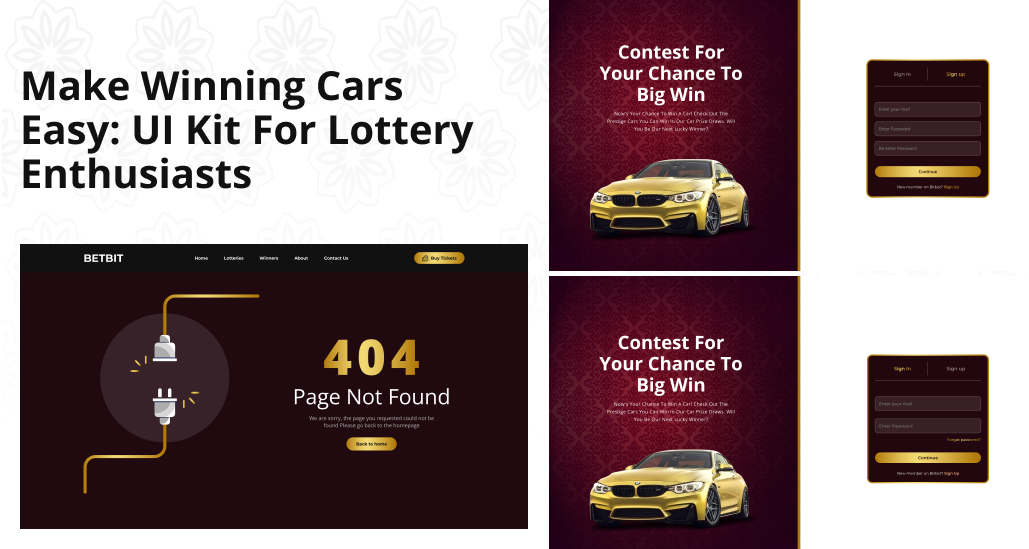 Make Winning Cars
Easy: UI Kit For Lottery
Enthusiasts
BETBIT
Home
Lotteries
Winners
About
Contact Us
Buy Tickets
404
Page Not Found
We are sorry, the page you requested could not be
found Please go back to the homepage
Back to home
Contest For
Your Chance To
Big Win
Now's Your Chance To Win A Car! Check Out The
Prestige Cars You Can Win In Our Car Prize Draws. Will
You Be Our Next Lucky Winner?
Sign In
Sign up
Enter your mail
Enter Password
Re-enter Password
Continue
New member on Bitbet? Sign Up
Contest For
Your Chance To
Big Win
Now's Your Chance To Win A Car! Check Out The
Prestige Cars You Can Win In Our Car Prize Draws. Will
You Be Our Next Lucky Winner?
Sign In
Sign up
Enter your mail
Enter Password
Forgot password?
Continue
New member on Bitbet? Sign Up